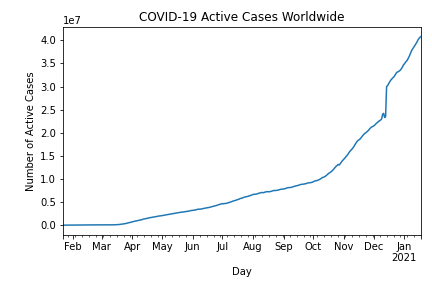 COVID-19 Active Cases Worldwide
1e7
4.0
3.5
3.0
2.5
2.0
1.5
1.0
0.5
0.0
Number of Active Cases
Feb Mar Apr May Jun Jul Aug Sep Oct Nov Dec Jan
2021
Day